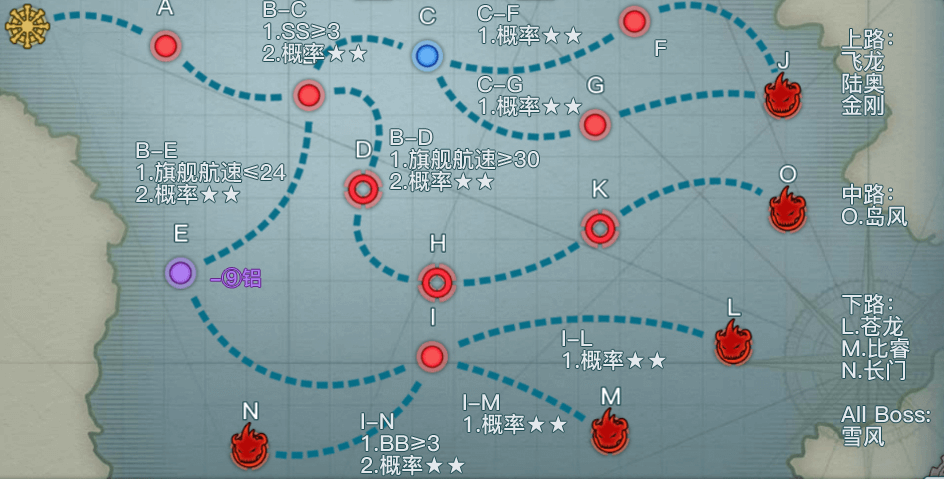 A
B-C
1.SS≥3
2.概率★★
C
C-F
1.概率★★
F
上路：
飞龙
陆奥
金刚
J
C-G
1.概率★★
G
B-E
1.旗舰航速≤24
2.概率★★
D
B-D
1.旗舰航速≥30
2.概率★★
K
O
中路：
O.岛风
E
-⑨铝
H
I
L
I-L
1.概率★★
下路：
L.苍龙
M.比睿
N.长门
N
I-N
1.BB≥3
2.概率★★
I-M
1.概率★★
M
All Boss:
雪风